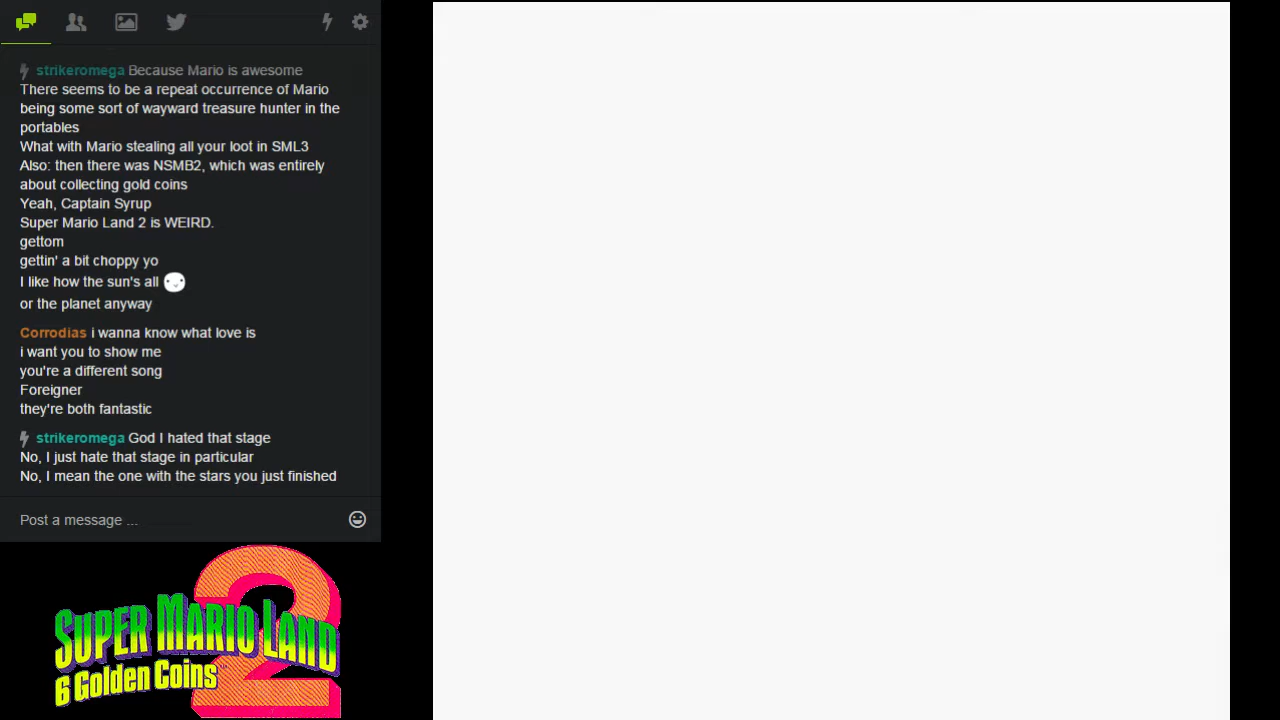 strikeromega Because Mario is awesome
There seems to be a repeat occurrence of Mario
being some sort of wayward treasure hunter in the
portables
What with Mario stealing all your loot in SML3
Also: then there was NSMB2, which was entirely
about collecting gold coins
Yeah, Captain Syrup
Super Mario Land 2 is WEIRD.
gettom
gettin' a bit choppy yo
I like how the sun's all
or the planet anyway
Corrodias i wanna know what love is
i want you to show me
you're a different song
Foreigner
they're both fantastic
strikeromega God I hated that stage
No, I just hate that stage in particular
No, I mean the one with the stars you just finished
Post a message ...
SUPER MARIO LAND
2
6 GOLDEN COINS